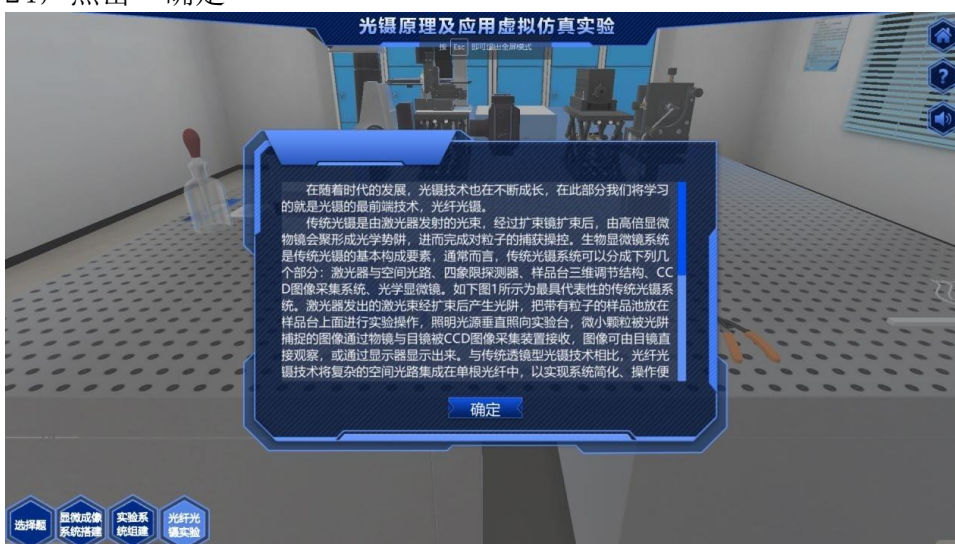 24, 点击"确定"
光镊原理及应用虚拟仿真实验
按 Esc 即可退出全屏模式
在随着时代的发展，光镊技术也在不断成长，在此部分我们将学习
的就是光镊的最前端技术，光纤光镊。
传统光镊是由激光器发射的光束，经过扩束镜扩束后，由高倍显微
物镜会聚形成光学势阱，进而完成对粒子的捕获操控。生物显微镜系统
是传统光镊的基本构成要素，通常而言，传统光镊系统可以分成下列几
个部分：激光器与空间光路、四象限探测器、样品台三维调节结构、CC
D图像采集系统、光学显微镜。如下图1所示为最具代表性的传统光镊系
统。激光器发出的激光束经扩束后产生光阱，把带有粒子的样品池放在
样品台上面进行实验操作，照明光源垂直照向实验台，微小颗粒被光阱
捕捉的图像通过物镜与目镜被CCD图像采集装置接收，图像可由目镜直
接观察，或通过显示器显示出来。与传统透镜型光镊技术相比，光纤光
镊技术将复杂的空间光路集成在单根光纤中，以实现系统简化、操作便
确定
选择题
显微成像
系统搭建
实验系
统组建
光纤光
镊实验